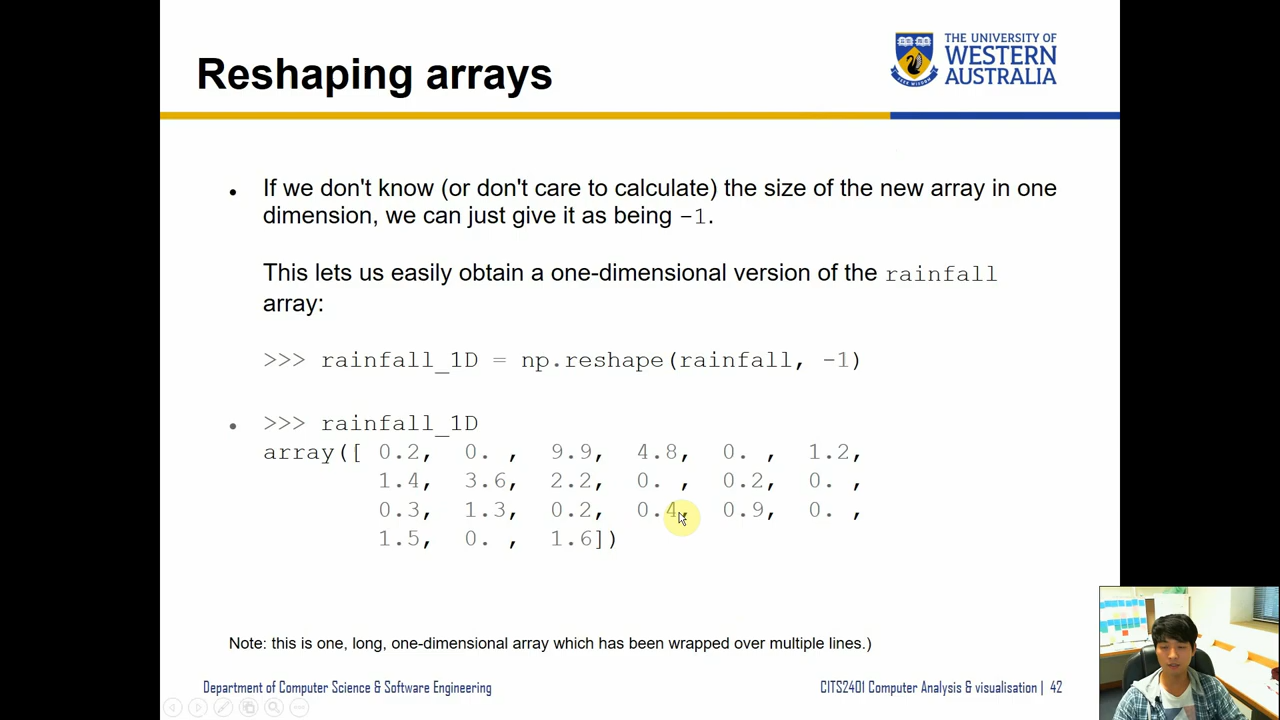 Reshaping arrays
THE UNIVERSITY OF
WESTERN
AUSTRALIA
• If we don't know (or don't care to calculate) the size of the new array in one
dimension, we can just give it as being -1.
This lets us easily obtain a one-dimensional version of the rainfall
array:
>>> rainfall_1D = np.reshape(rainfall, -1)
• >>> rainfall_1D
array([ 0.2, 0. , 9.9, 4.8, 0. , 1.2,
1.4, 3.6, 2.2, 0. , 0.2, 0. ,
0.3, 1.3, 0.2, 0.4, 0.9, 0. ,
1.5, 0. , 1.6])
Note: this is one, long, one-dimensional array which has been wrapped over multiple lines.)
Department of Computer Science & Software Engineering
CITS2401 Computer Analysis & visualisation | 42